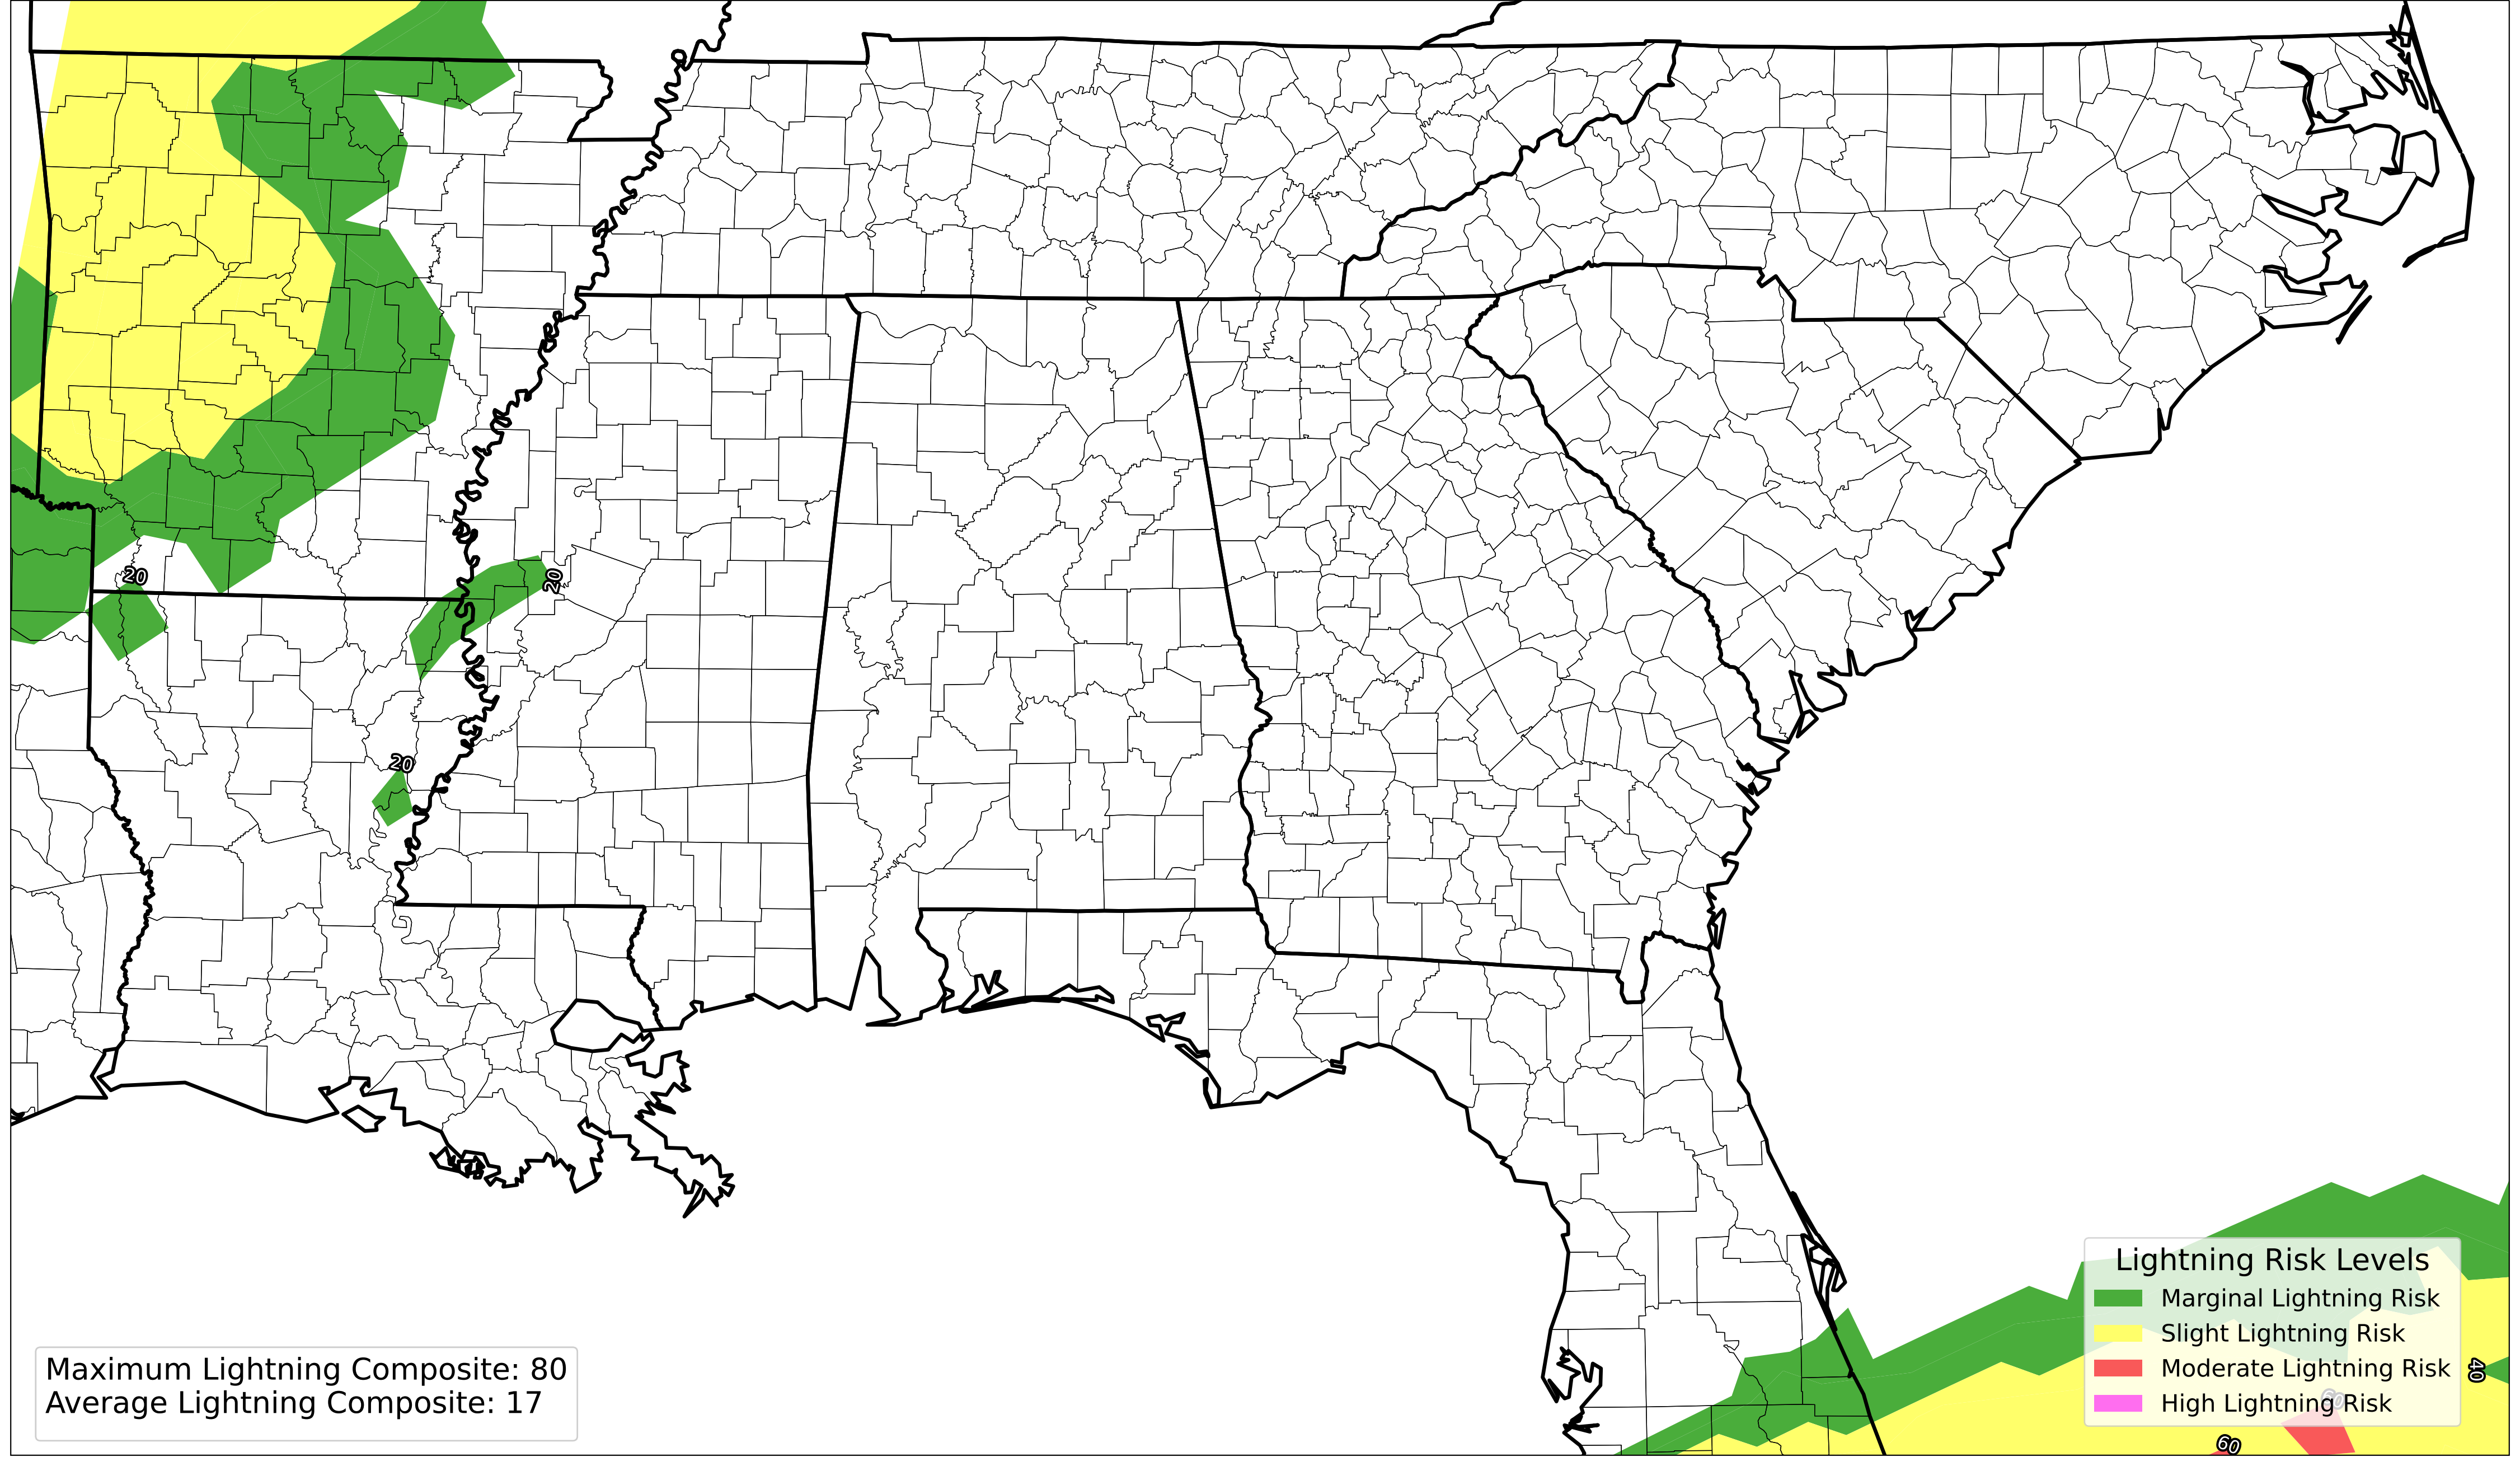 20
20
20
Lightning Risk Levels
Marginal Lightning Risk
Slight Lightning Risk
Moderate Lightning Risk
High Lightning Risk
40
60
60
Maximum Lightning Composite: 80
Average Lightning Composite: 17